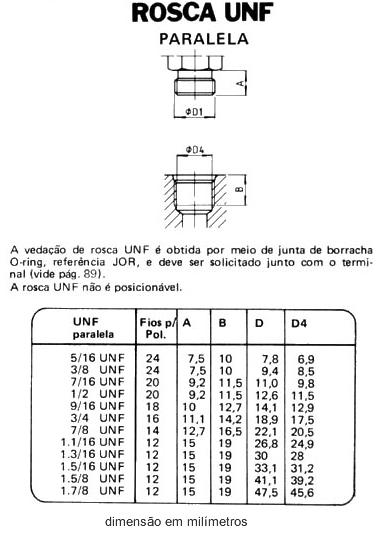 ROSCA UNF
PARALELA
A
ΦD1
ΦD4
B
A vedação de rosca UNF é obtida por meio de junta de borracha
O-ring, referência JOR, e deve ser solicitado junto com o termi-
nal (vide pág. 89).
A rosca UNF não é posicionável.
UNF paralela Fios p/ Pol. A B D D4
5/16 UNF 24 7,5 10 7,8 6,9
3/8 UNF 24 7,5 10 9,4 8,5
7/16 UNF 20 9,2 11,5 11,0 9,8
1/2 UNF 20 9,2 11,5 12,6 11,5
9/16 UNF 18 10 12,7 14,1 12,9
3/4 UNF 16 11,1 14,2 18,9 17,5
7/8 UNF 14 12,7 16,5 22,1 20,5
1.1/16 UNF 12 15 19 26,8 24,9
1.3/16 UNF 12 15 19 30 28
1.5/16 UNF 12 15 19 33,1 31,2
1.5/8 UNF 12 15 19 41,1 39,2
1.7/8 UNF 12 15 19 47,5 45,6
dimensão em milímetros